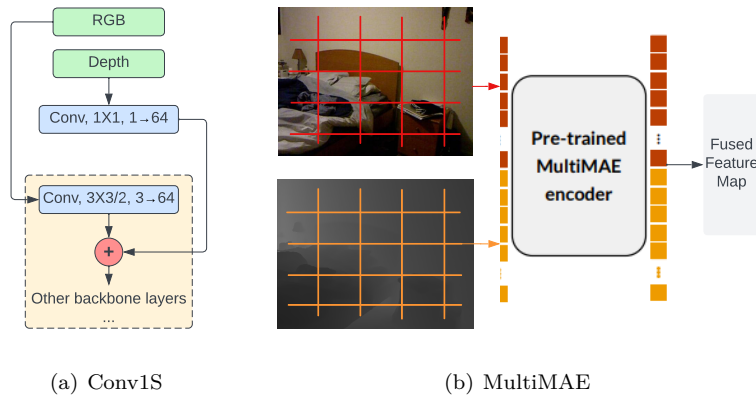 RGB
Depth
Conv, 1X1, 1→64
Conv, 3X3/2, 3→64
+
Other backbone layers
...
Pre-trained
MultiMAE
encoder
Fused
Feature
Map
(a) Conv1S
(b) MultiMAE